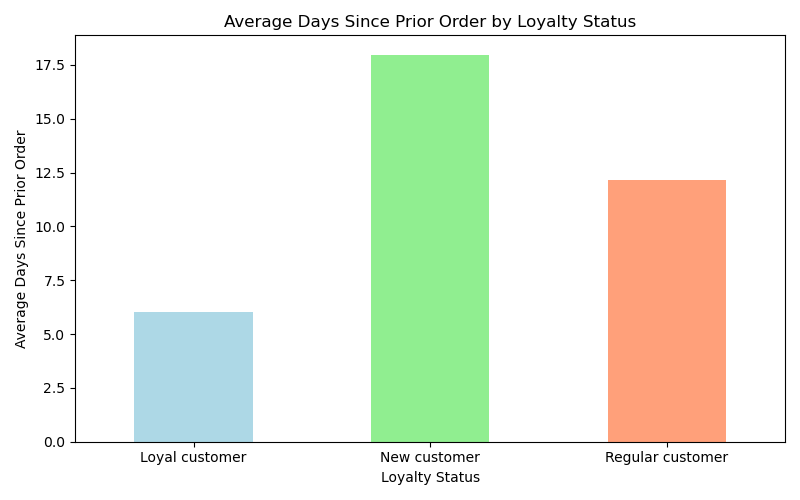 Average Days Since Prior Order by Loyalty Status
Average Days Since Prior Order
17.5
15.0
12.5
10.0
7.5
5.0
2.5
0.0
Loyal customer
New customer
Regular customer
Loyalty Status